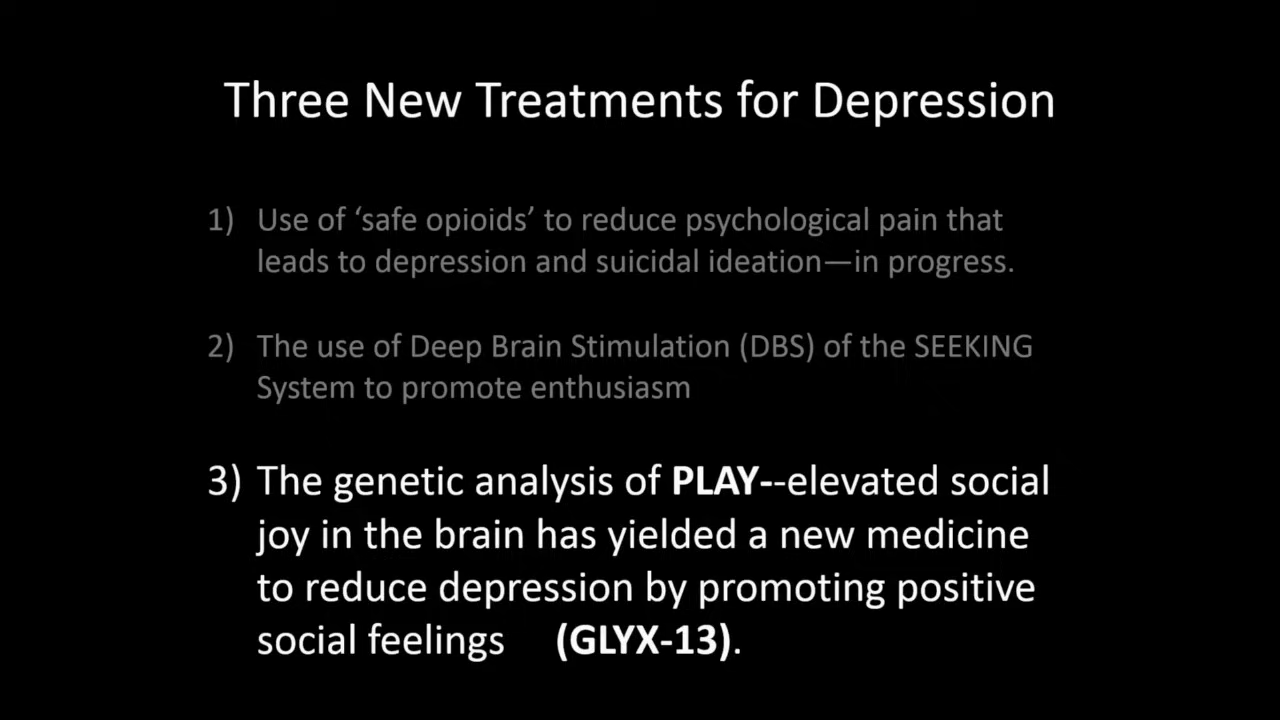 Three New Treatments for Depression
1) Use of ‘safe opioids’ to reduce psychological pain that
leads to depression and suicidal ideation—in progress.
2) The use of Deep Brain Stimulation (DBS) of the SEEKING
System to promote enthusiasm
3) The genetic analysis of PLAY--elevated social
joy in the brain has yielded a new medicine
to reduce depression by promoting positive
social feelings (GLYX-13).